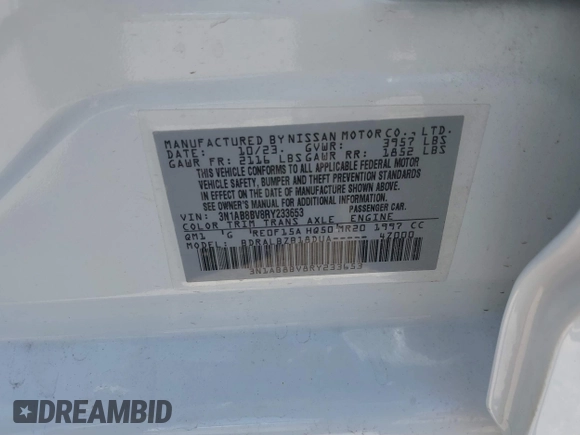 MANUFACTURED BY NISSAN MOTOR CO., LTD.
DATE: 10/23. GVWR: 3957 LBS
GAWR FR: 2116 LBS GAWR RR: 1852 LBS
THIS VEHICLE CONFORMS TO ALL APPLICABLE FEDERAL MOTOR
VEHICLE SAFETY, BUMPER AND THEFT PREVENTION STANDARDS
IN EFFECT ON THE DATE OF MANUFACTURE SHOWN ABOVE.
SEE OWNER'S MANUAL FOR ADDITIONAL INFORMATION
VIN: 3N1AB8BV8RY233653 PASSENGER CAR.
COLOR TRIM TRANS AXLE ENGINE
QM1 G RE0F15A HQ50 MR20 1997 CC
MODEL: 47000
3N1AB8BV8RY233653
DREAMBID